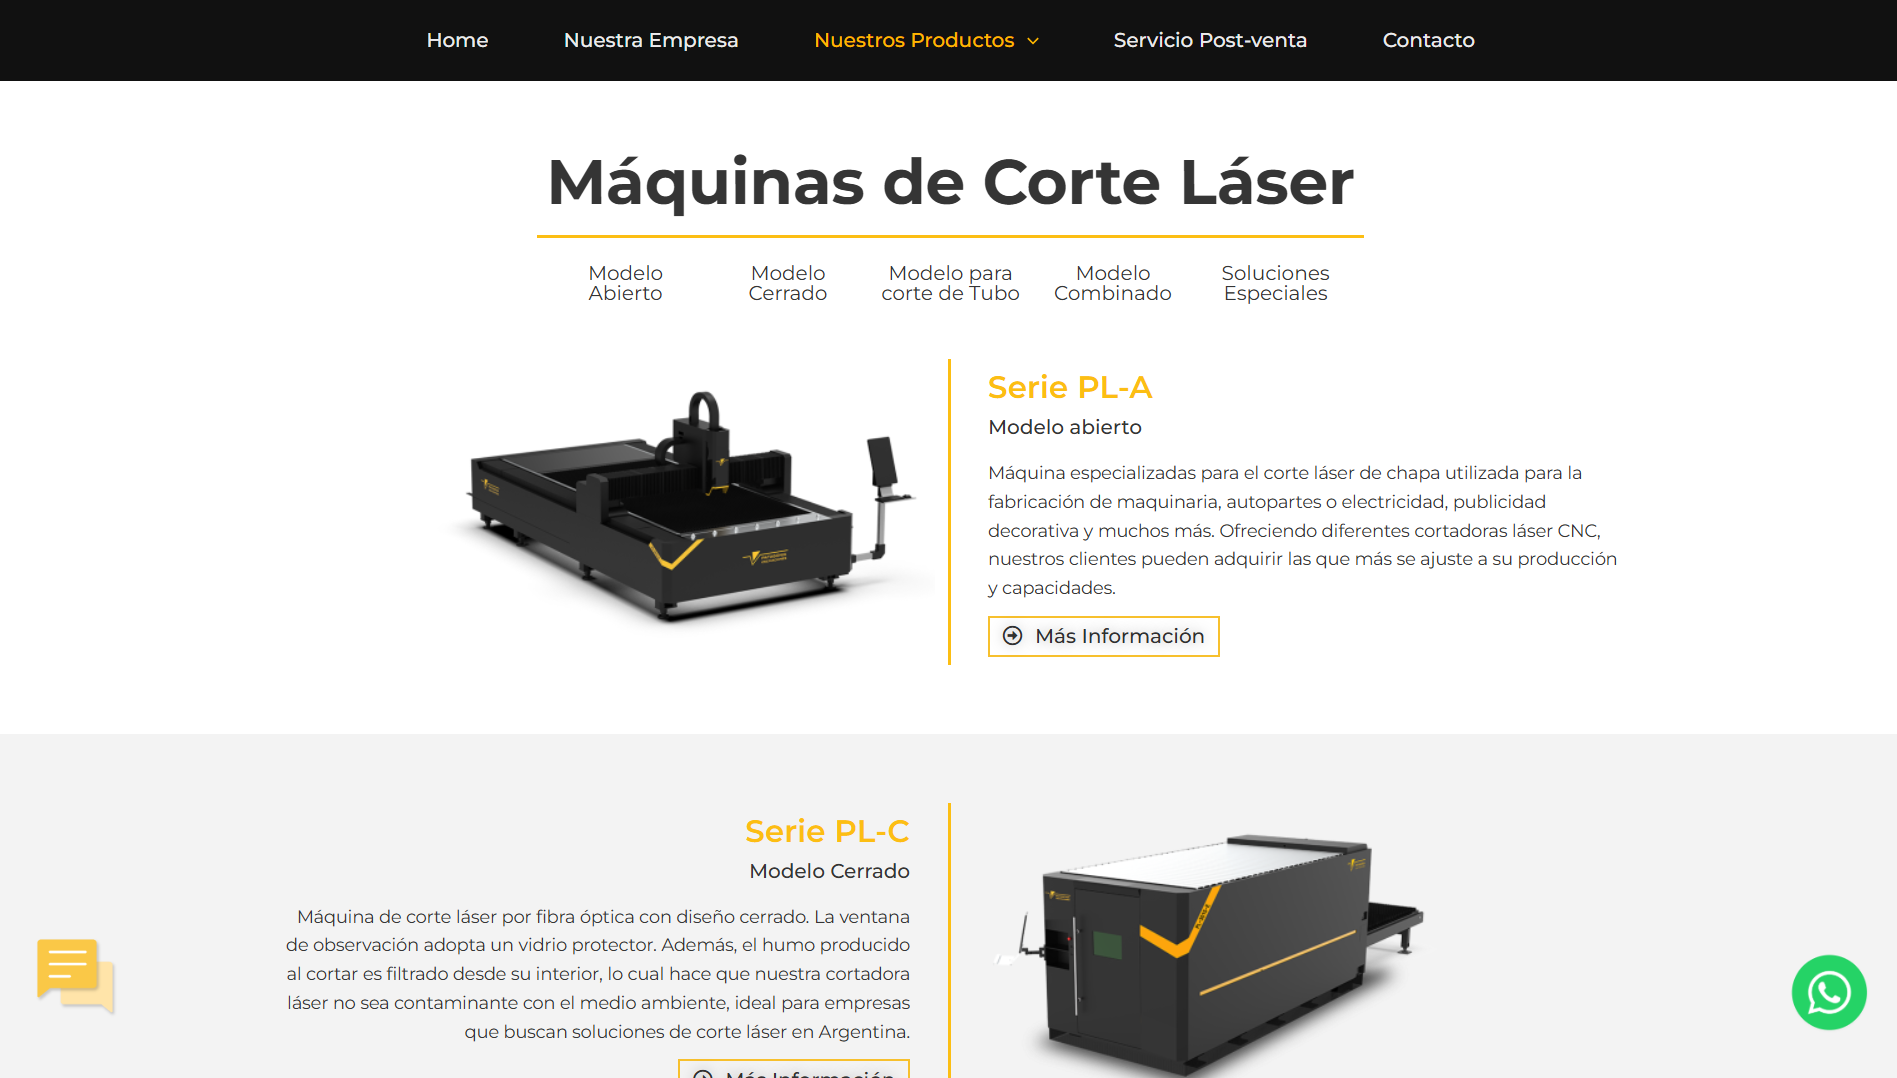 Home
Nuestra Empresa
Nuestros Productos
Servicio Post-venta
Contacto
Máquinas de Corte Láser
Modelo
Abierto
Modelo
Cerrado
Modelo para
corte de Tubo
Modelo
Combinado
Soluciones
Especiales
Serie PL-A
Modelo abierto
Máquina especializadas para el corte láser de chapa utilizada para la
fabricación de maquinaria, autopartes o electricidad, publicidad
decorativa y muchos más. Ofreciendo diferentes cortadoras láser CNC,
nuestros clientes pueden adquirir las que más se ajuste a su producción
y capacidades.
Más Información
Serie PL-C
Modelo Cerrado
Máquina de corte láser por fibra óptica con diseño cerrado. La ventana
de observación adopta un vidrio protector. Además, el humo producido
al cortar es filtrado desde su interior, lo cual hace que nuestra cortadora
láser no sea contaminante con el medio ambiente, ideal para empresas
que buscan soluciones de corte láser en Argentina.
Más Información